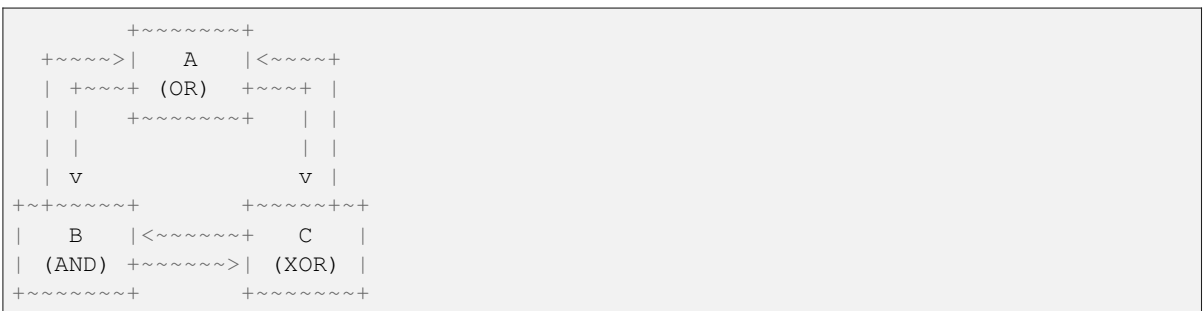 +~~~~~~~+
  +~~~~>|   A   |<~~~~+
  | +~~~+ (OR)  +~~~+ |
  | |   +~~~~~~~+   | |
  | |               | |
  | v               v |
+~+~~~~~+       +~~~~~+~+
|   B   |<~~~~~~+   C   |
| (AND) +~~~~~~>| (XOR) |
+~~~~~~~+       +~~~~~~~+